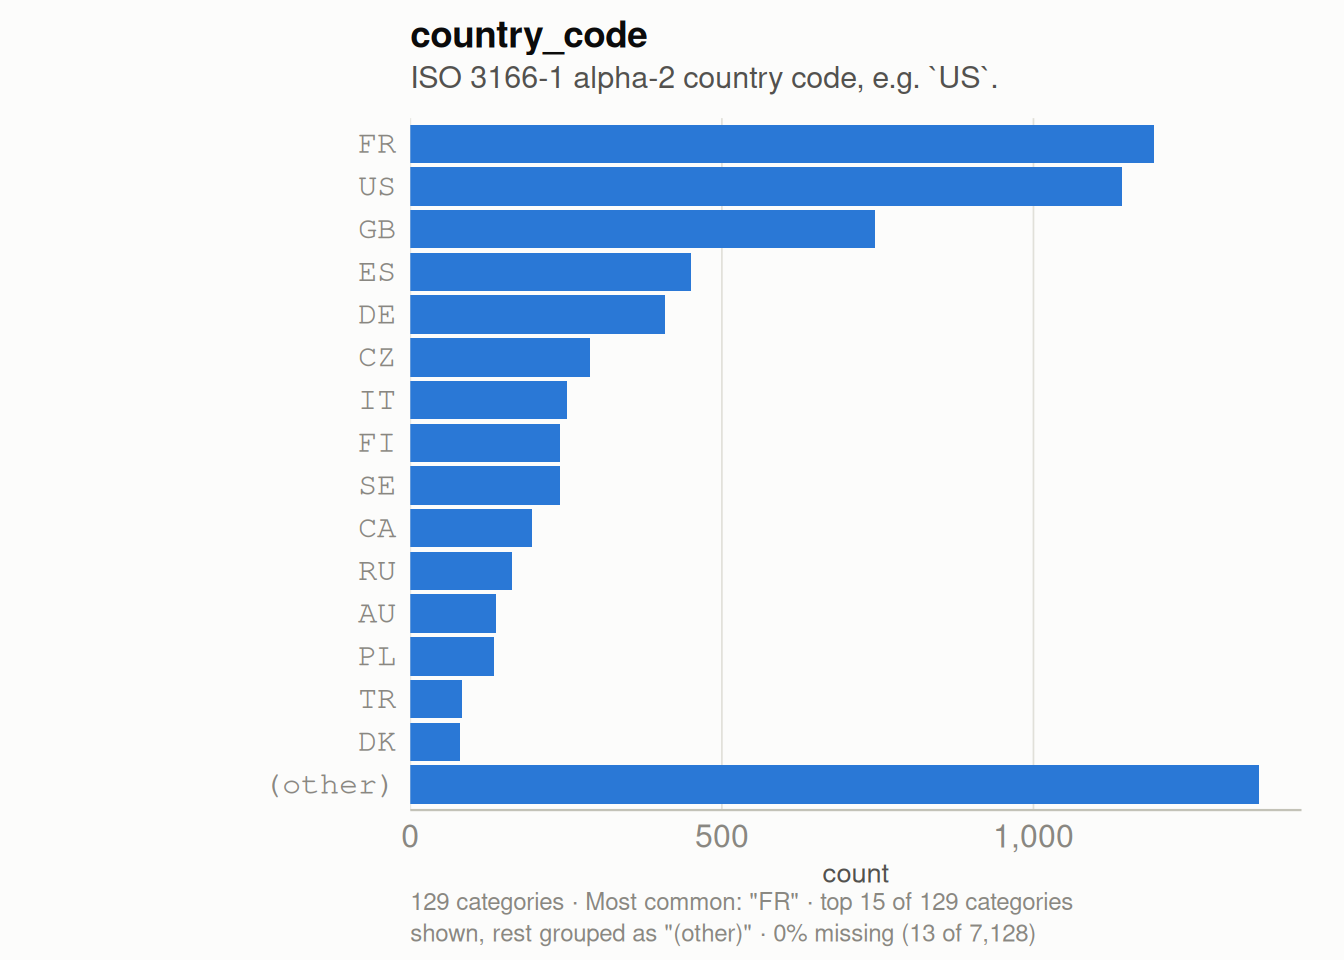 country_code
ISO 3166-1 alpha-2 country code, e.g. `US`.
FR
US
GB
ES
DE
CZ
IT
FI
SE
CA
RU
AU
PL
TR
DK
(other)
0 500 1,000
count
129 categories · Most common: "FR" · top 15 of 129 categories
shown, rest grouped as "(other)" · 0% missing (13 of 7,128)